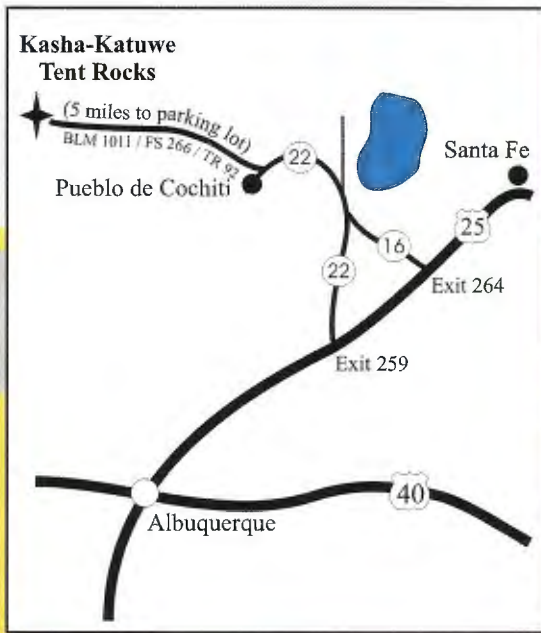 Kasha-Katuwe
Tent Rocks
(5 miles to parking lot)
BLM 1011 / FS 266 / TR 92
22
Santa Fe
Pueblo de Cochiti
25
16
22
Exit 264
Exit 259
40
Albuquerque